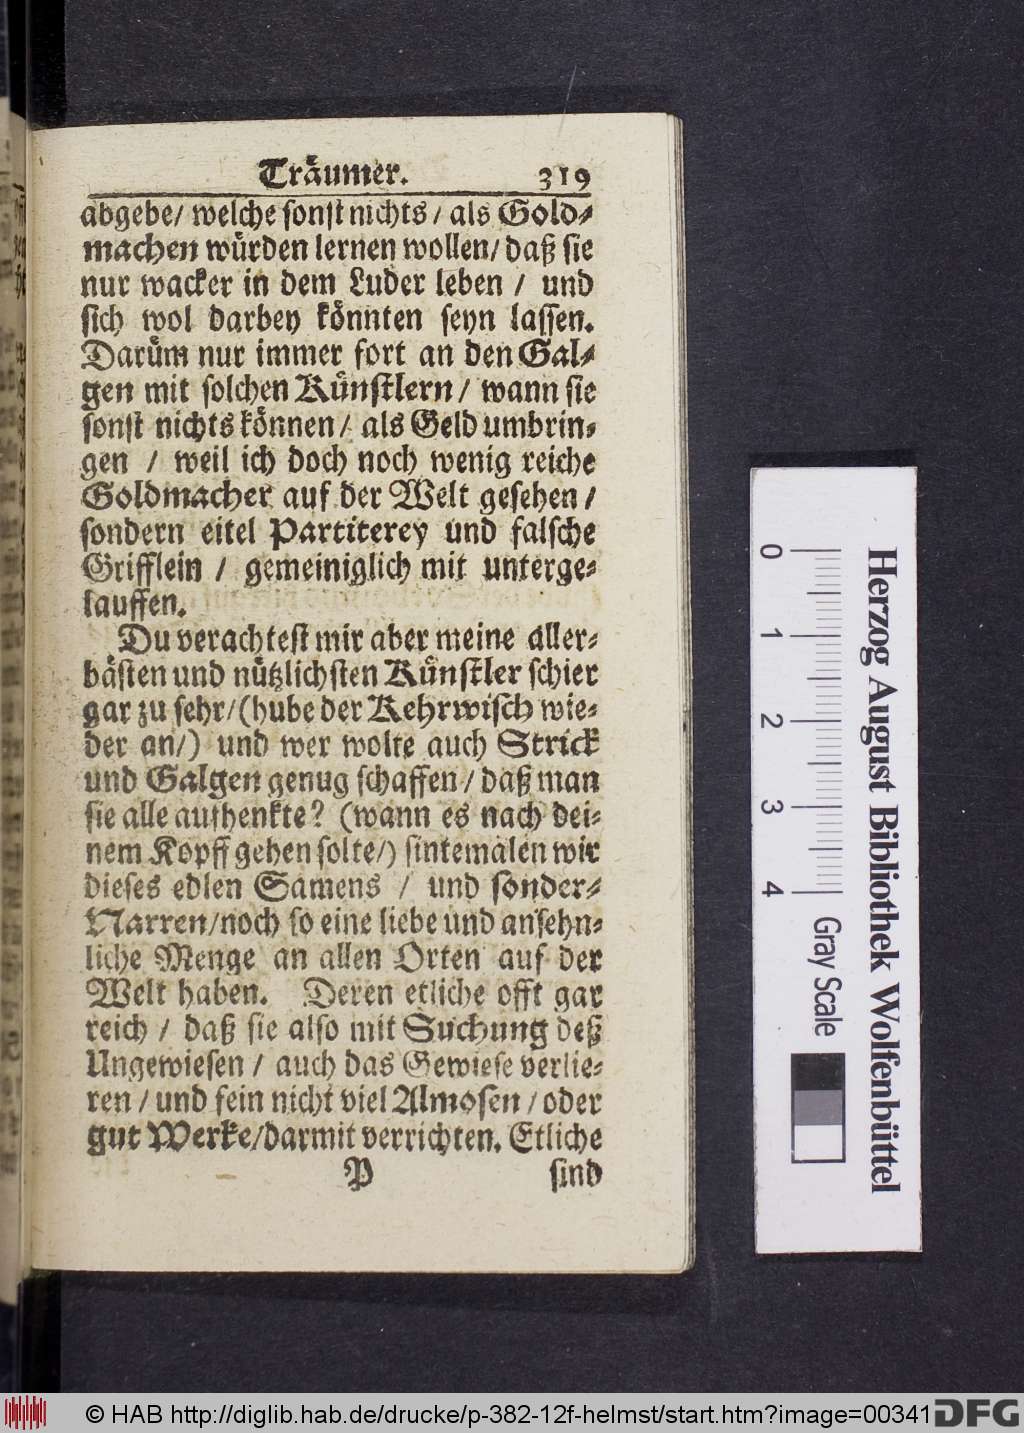 Träumer. 319
abgebe/ welche sonst nichts / als Gold-
machen würden lernen wollen/ daß sie
nur wacker in dem Luder leben / und
sich wol darbey könnten seyn lassen.
Darüm nur immer fort an den Gal-
gen mit solchen Künstlern / wann sie
sonst nichts können / als Geld umbrin-
gen / weil ich doch noch wenig reiche
Goldmacher auf der Welt gesehen /
sondern eitel Partiterey und falsche
Grifflein / gemeiniglich mit unterge-
lauffen.
Du verachtest mir aber meine aller-
bästen und nützlichsten Künstler schier
gar zu sehr/(hube der Kehrwisch wie-
der an/) und wer wolte auch Strick
und Galgen genug schaffen / daß man
sie alle aufhenkte? (wann es nach dei-
nem Kopff gehen solte/) sintemalen wir
dieses edlen Samens / und sonder-
Narren/noch so eine liebe und ansehn-
liche Menge an allen Orten auf der
Welt haben. Deren etliche offt gar
reich / daß sie also mit Suchung deß
Ungewiesen / auch das Gewiese verlie-
ren / und fein nicht viel Almosen / oder
gut Werke/darmit verrichten. Etliche
P sind
Herzog August Bibliothek Wolfenbüttel
0 1 2 3 4 Gray Scale
© HAB http://diglib.hab.de/drucke/p-382-12f-helmst/start.htm?image=00341 DFG